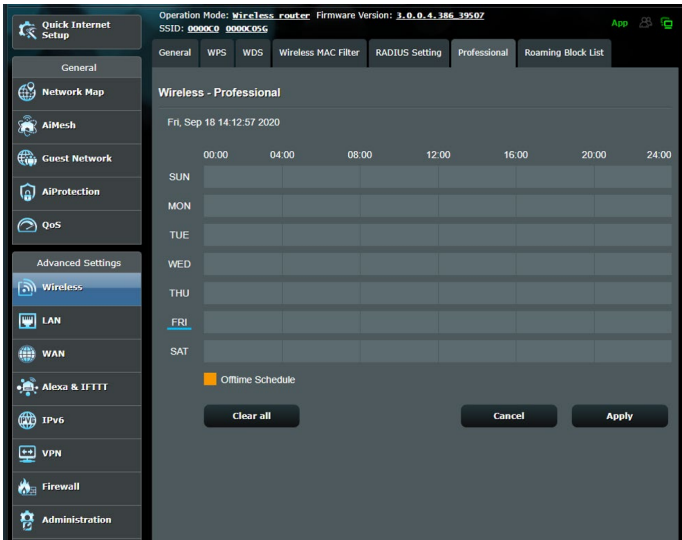 Quick Internet
Setup
General
Network Map
AiMesh
Guest Network
AiProtection
QoS
Advanced Settings
Wireless
LAN
WAN
Alexa & IFTTT
IPv6
VPN
Firewall
Administration
Operation Mode: Wireless router Firmware Version: 3.0.0.4.386_39507
SSID: 0000C0 0000C05G
App
General WPS WDS Wireless MAC Filter RADIUS Setting Professional Roaming Block List
Wireless - Professional
Fri, Sep 18 14:12:57 2020
00:00 04:00 08:00 12:00 16:00 20:00 24:00
SUN
MON
TUE
WED
THU
FRI
SAT
Offtime Schedule
Clear all Cancel Apply